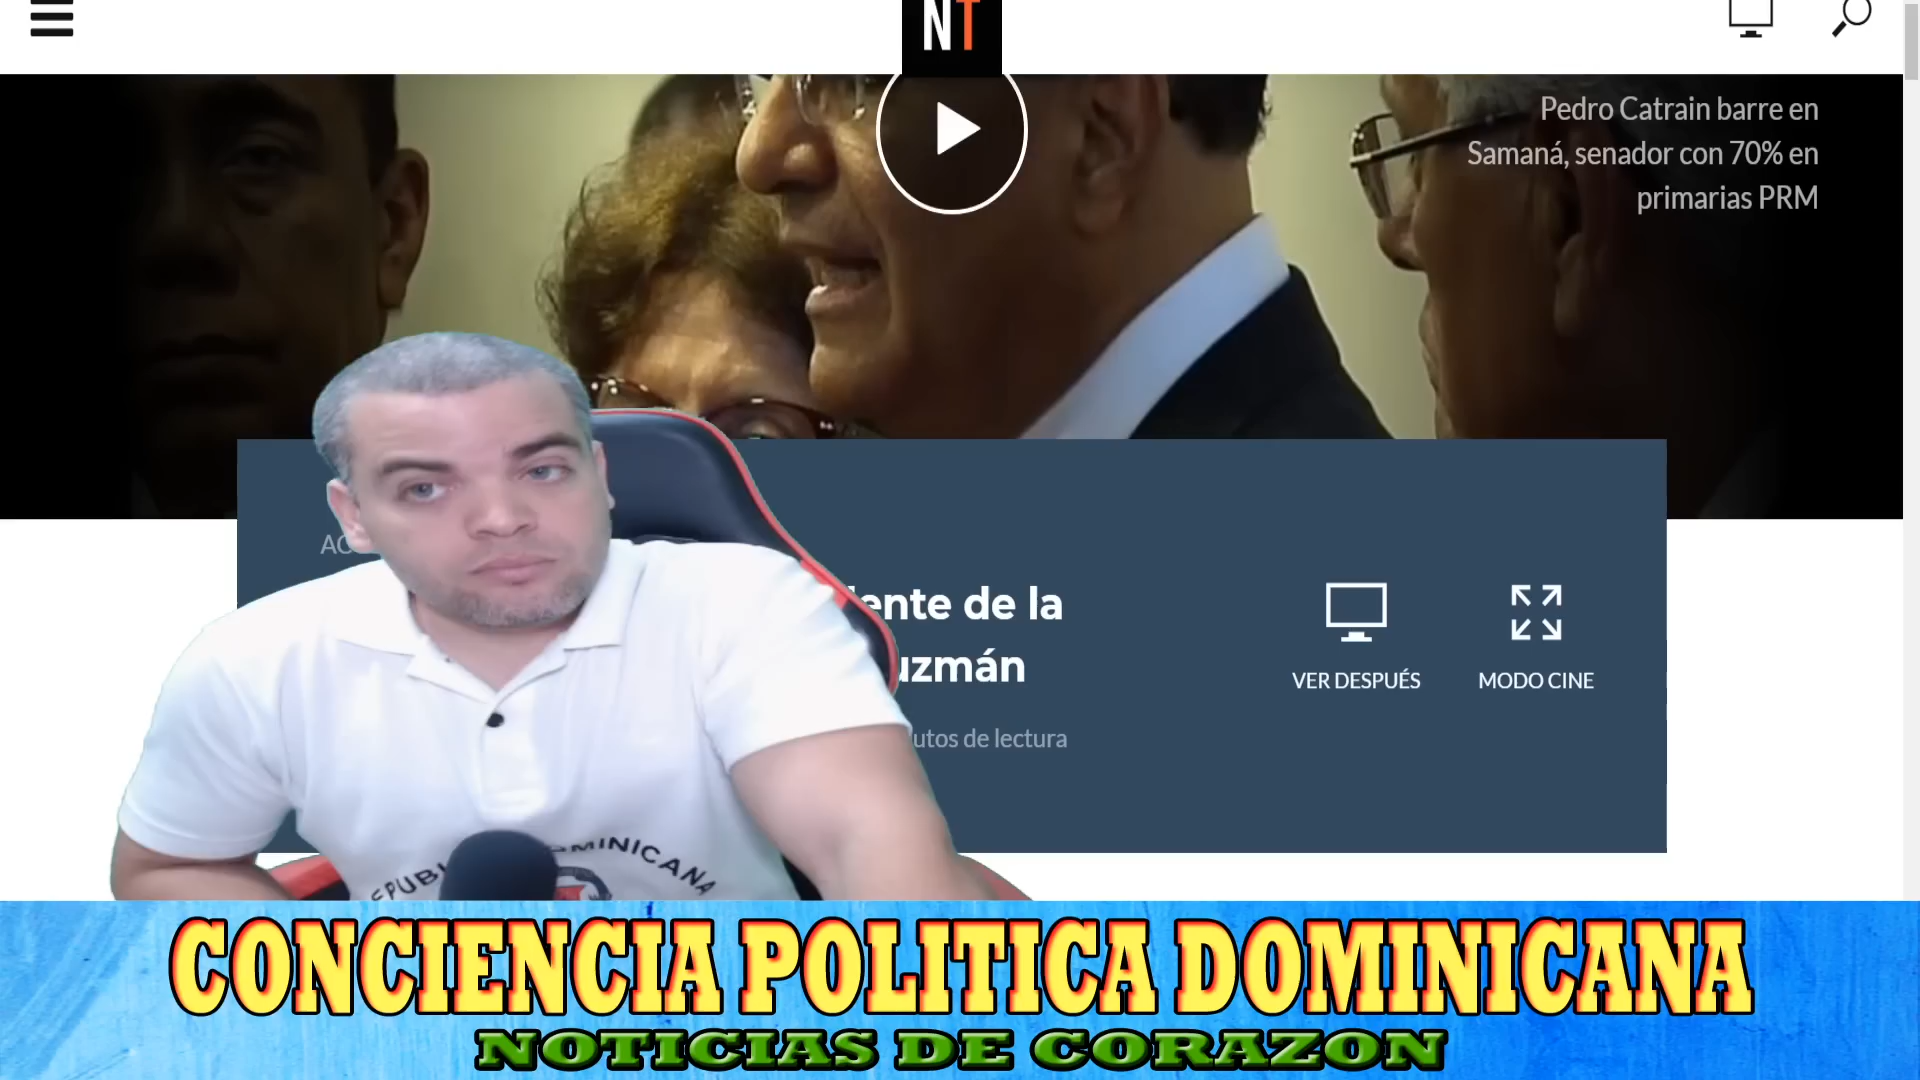 NT
Pedro Catrain barre en
Samaná, senador con 70% en
primarias PRM
ente de la
uzmán
utos de lectura
VER DESPUÉS
MODO CINE
CONCIENCIA POLITICA DOMINICANA
NOTICIAS DE CORAZON